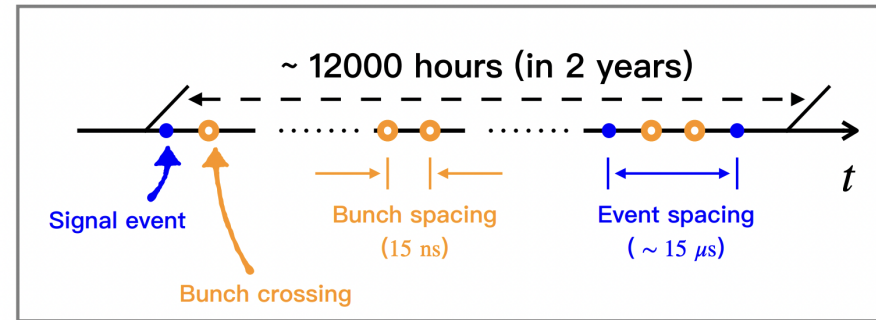 ~ 12000 hours (in 2 years)
t
Signal event
Bunch crossing
Bunch spacing
(15 ns)
Event spacing
( ~ 15 μs)